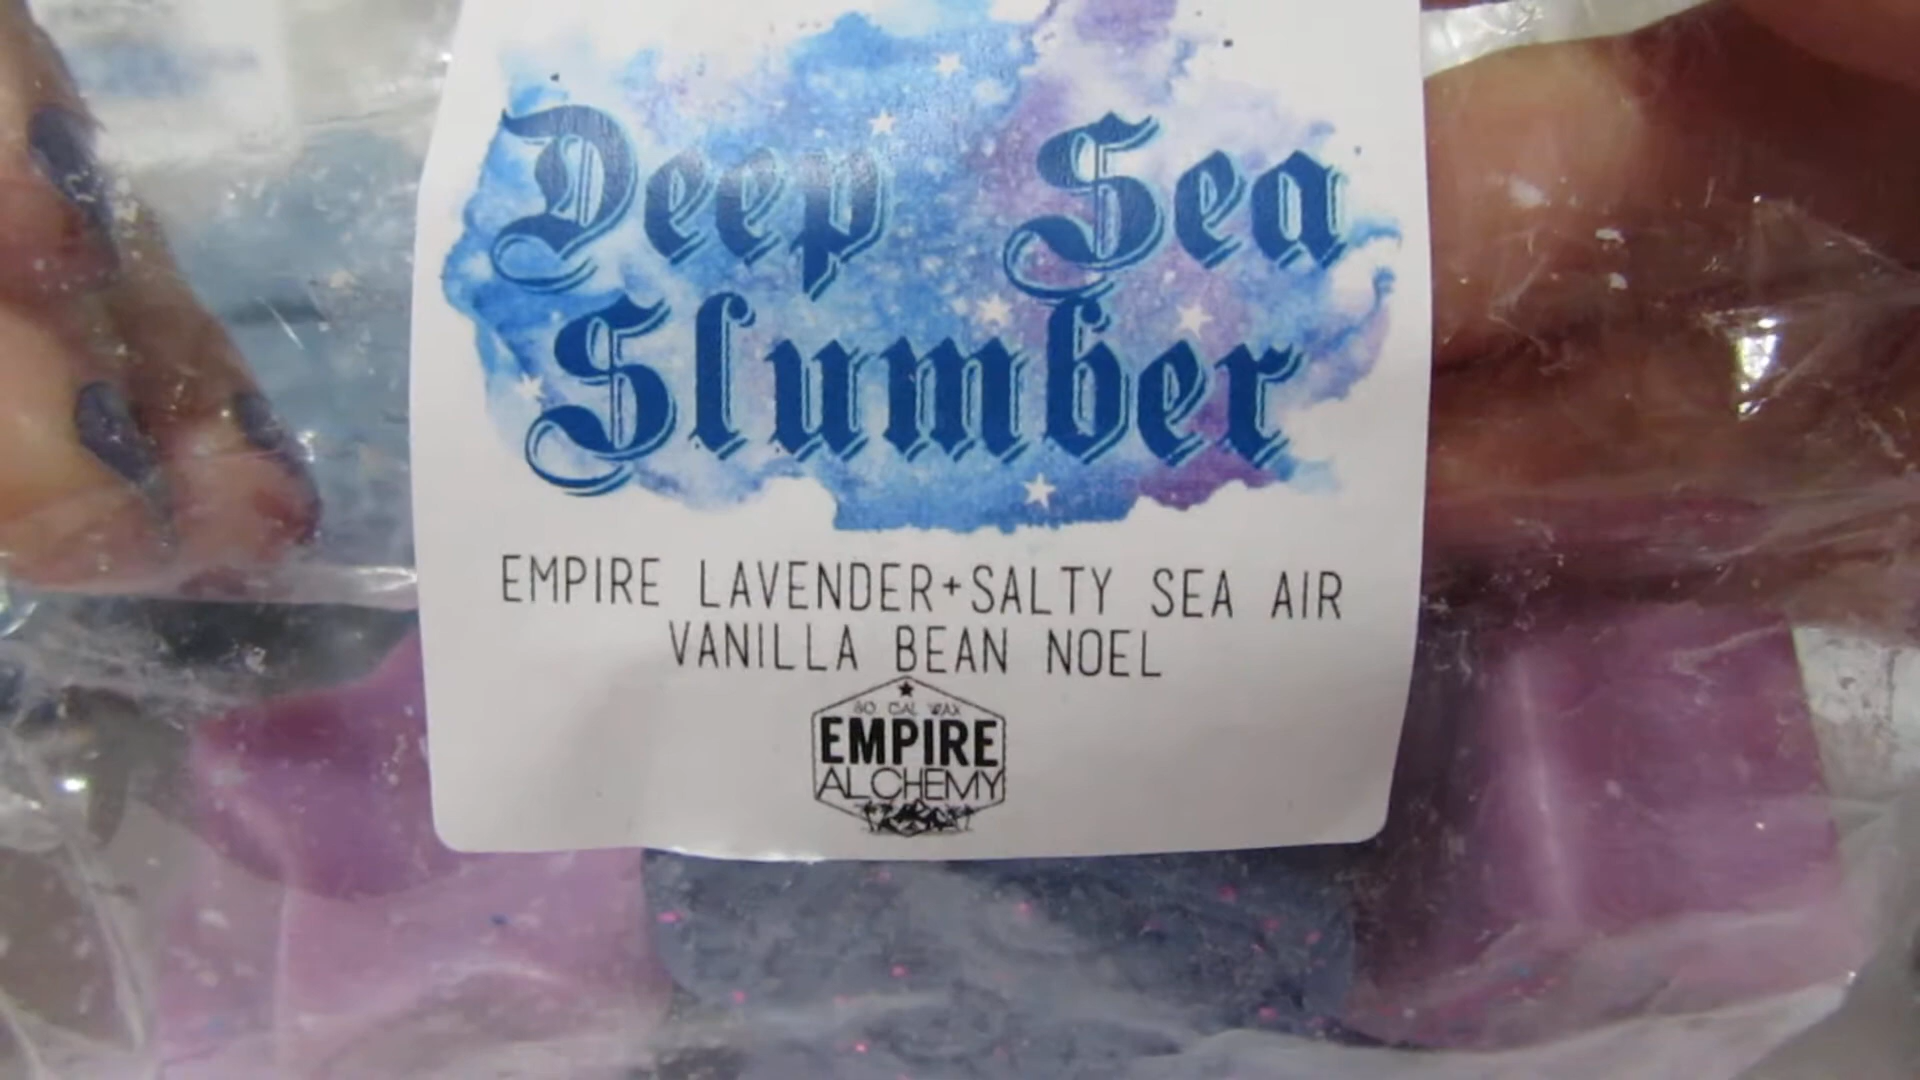 Deep Sea
Slumber
EMPIRE LAVENDER+SALTY SEA AIR
VANILLA BEAN NOEL
SO CAL WAX
EMPIRE
ALCHEMY